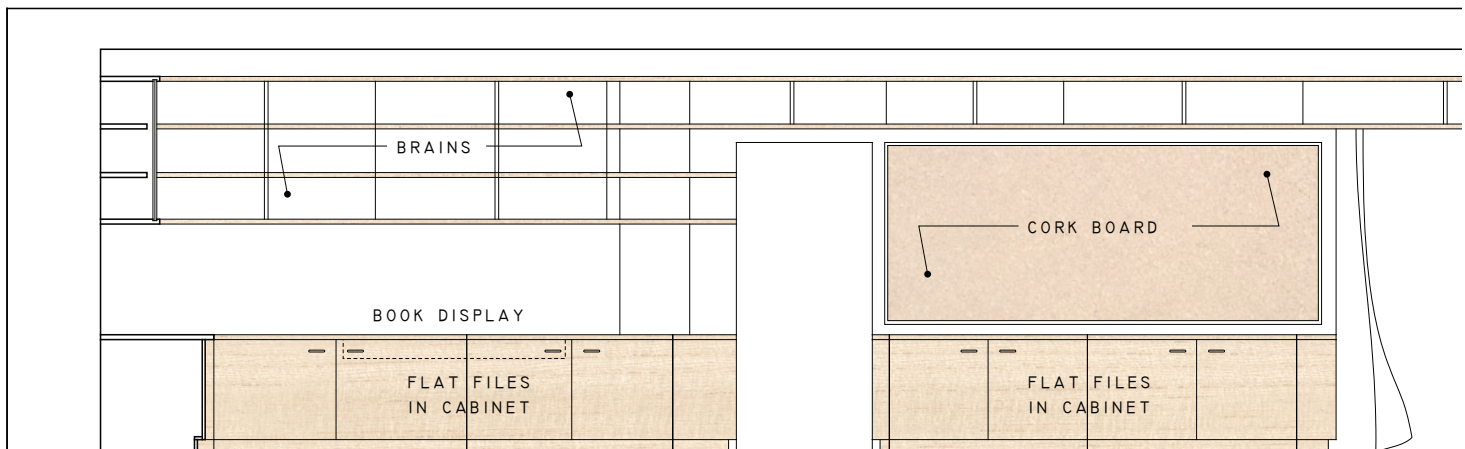 BRAINS
CORK BOARD
BOOK DISPLAY
FLAT FILES
IN CABINET
FLAT FILES
IN CABINET